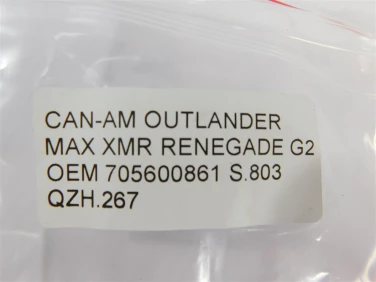 CAN-AM OUTLANDER
MAX XMR RENEGADE G2
OEM 705600861 S.803
QZH.267